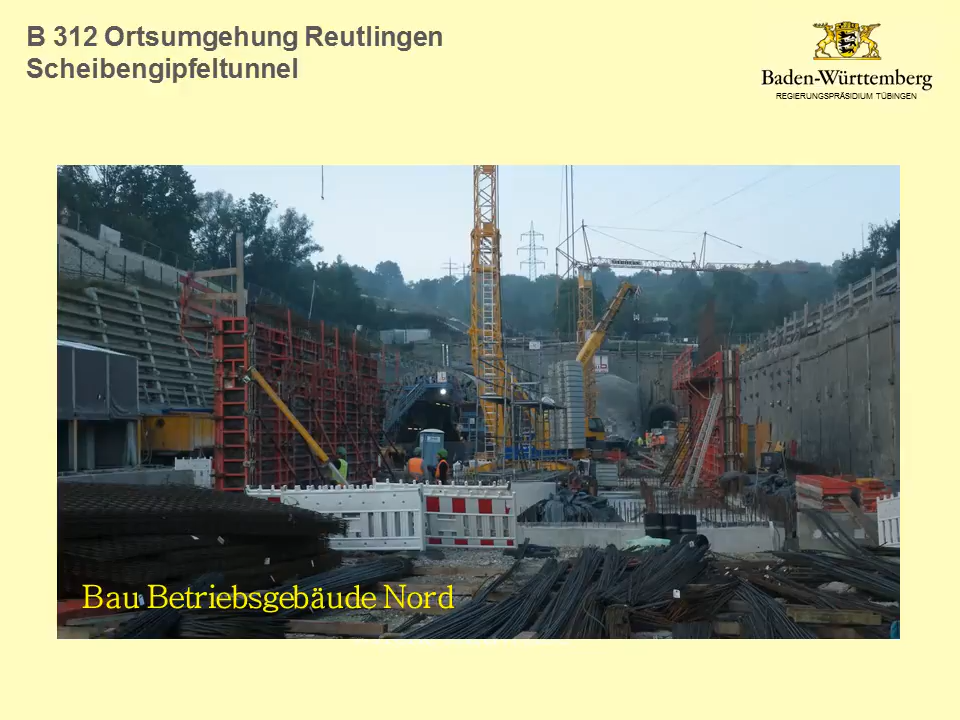 B 312 Ortsumgehung Reutlingen
Scheibengipfeltunnel
Baden-Württemberg
REGIERUNGSPRÄSIDIUM TÜBINGEN
Bau Betriebsgebäude Nord